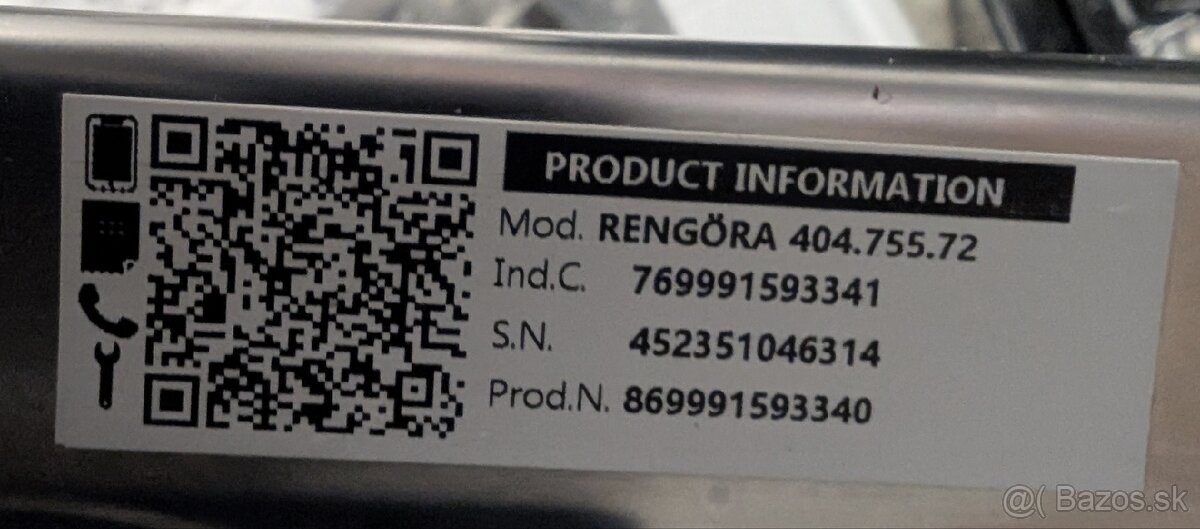 PRODUCT INFORMATION
Mod. RENGÖRA 404.755.72
Ind.C. 769991593341
S.N. 452351046314
Prod.N. 869991593340
@( Bazos.sk